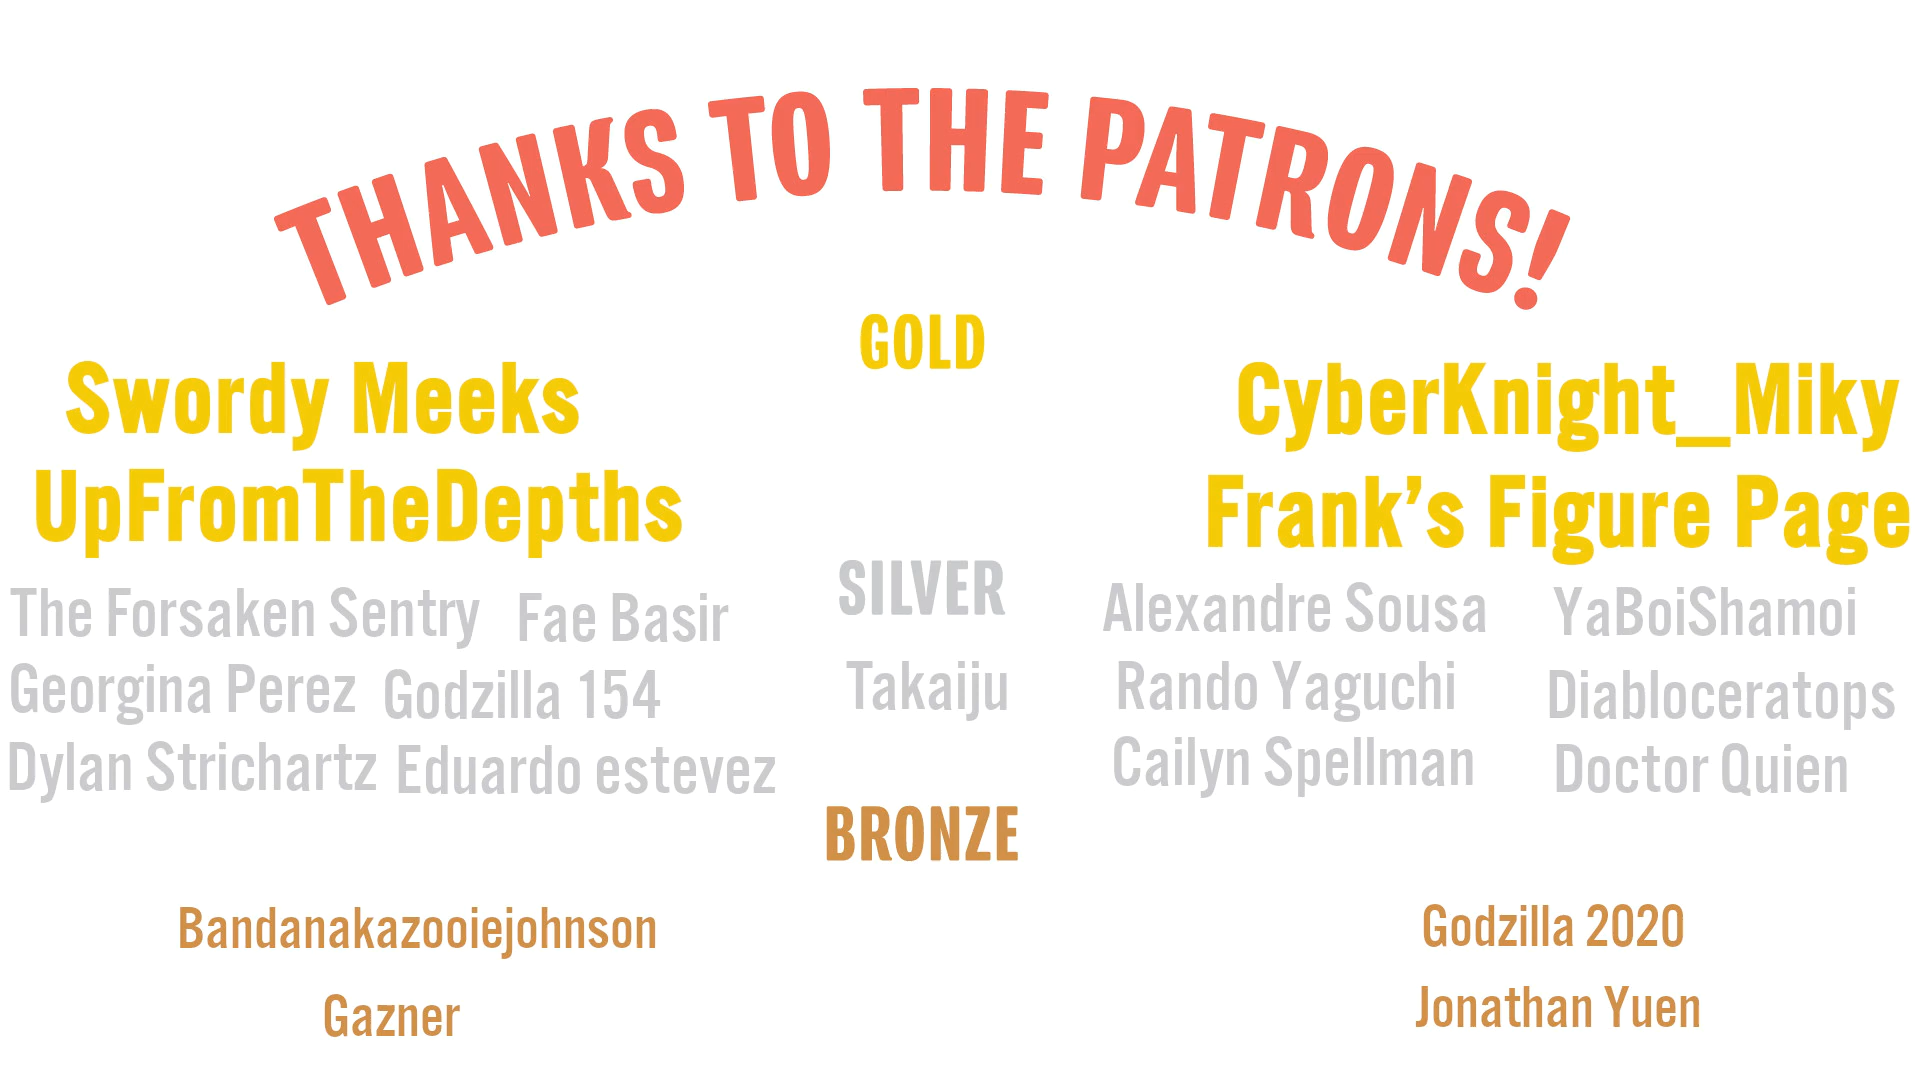 THANKS TO THE PATRONS!
GOLD
Swordy Meeks
CyberKnight_Miky
UpFromTheDepths
Frank’s Figure Page
SILVER
The Forsaken Sentry
Fae Basir
Alexandre Sousa
YaBoiShamoi
Georgina Perez
Godzilla 154
Takaiju
Rando Yaguchi
Diabloceratops
Dylan Strichartz
Eduardo estevez
Cailyn Spellman
Doctor Quien
BRONZE
Bandanakazooiejohnson
Godzilla 2020
Gazner
Jonathan Yuen